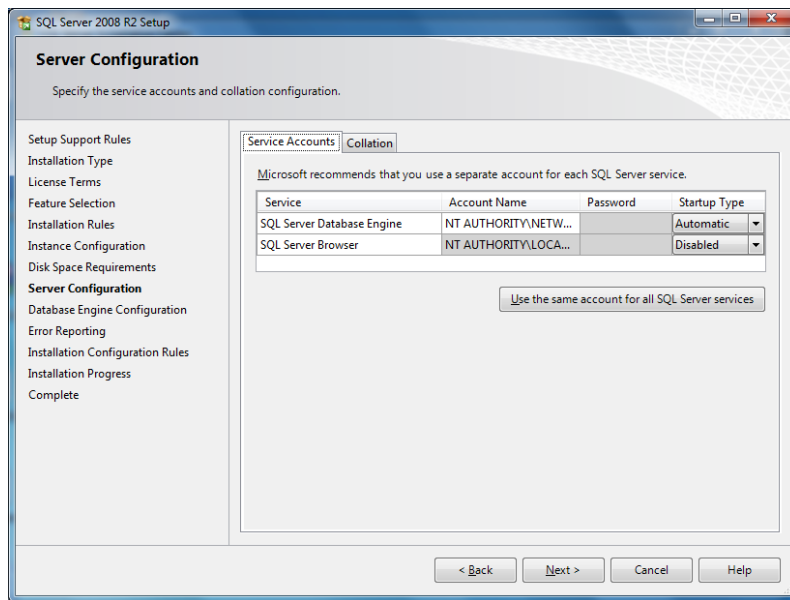 SQL Server 2008 R2 Setup
Server Configuration
Specify the service accounts and collation configuration.
Setup Support Rules
Installation Type
License Terms
Feature Selection
Installation Rules
Instance Configuration
Disk Space Requirements
Server Configuration
Database Engine Configuration
Error Reporting
Installation Configuration Rules
Installation Progress
Complete
Service Accounts Collation
Microsoft recommends that you use a separate account for each SQL Server service.
Service Account Name Password Startup Type
SQL Server Database Engine NT AUTHORITY\NETW... Automatic
SQL Server Browser NT AUTHORITY\LOCA... Disabled
Use the same account for all SQL Server services
< Back Next > Cancel Help